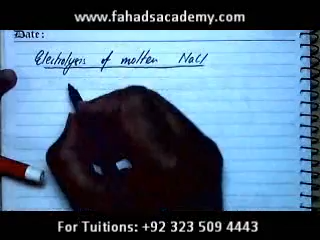 www.fahadsacademy.com
Date:
Electrolysis of molten NaCl
For Tuitions: +92 323 509 4443